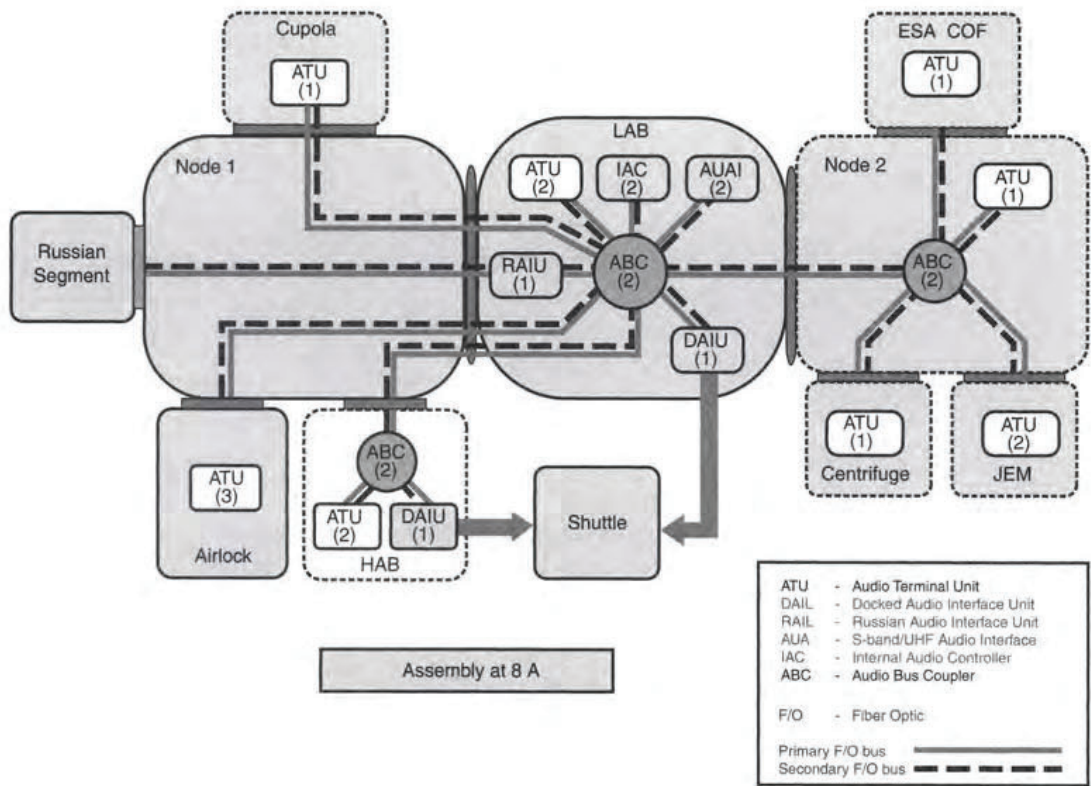 Cupola
ATU
(1)
ESA COF
ATU
(1)
Node 1
LAB
ATU
(2)
IAC
(2)
AUAI
(2)
Node 2
ATU
(1)
Russian
Segment
RAIU
(1)
ABC
(2)
ABC
(2)
DAIU
(1)
ATU
(3)
Airlock
ABC
(2)
ATU
(2)
DAIU
(1)
HAB
Shuttle
ATU
(1)
Centrifuge
ATU
(2)
JEM
Assembly at 8 A
ATU - Audio Terminal Unit
DAIL - Docked Audio Interface Unit
RAIL - Russian Audio Interface Unit
AUA - S-band/UHF Audio Interface
IAC - Internal Audio Controller
ABC - Audio Bus Coupler
F/O - Fiber Optic
Primary F/O bus
Secondary F/O bus